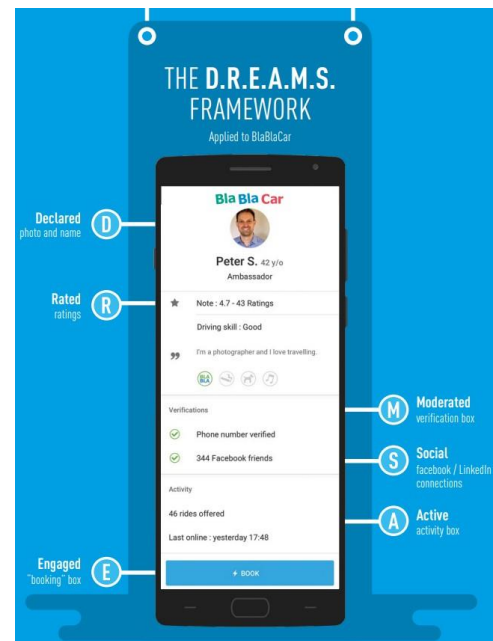 THE D.R.E.A.M.S.
FRAMEWORK
Applied to BlaBlaCar
Declared
photo and name
D
Rated
ratings
R
Engaged
"booking" box
E
Bla Bla Car
Peter S. 42 y/o
Ambassador
Note : 4.7 - 43 Ratings
Driving skill : Good
I'm a photographer and I love travelling.
BLA
BLA
Verifications
Phone number verified
344 Facebook friends
Activity
46 rides offered
Last online : yesterday 17:48
BOOK
M
Moderated
verification box
S
Social
facebook / LinkedIn
connections
A
Active
activity box